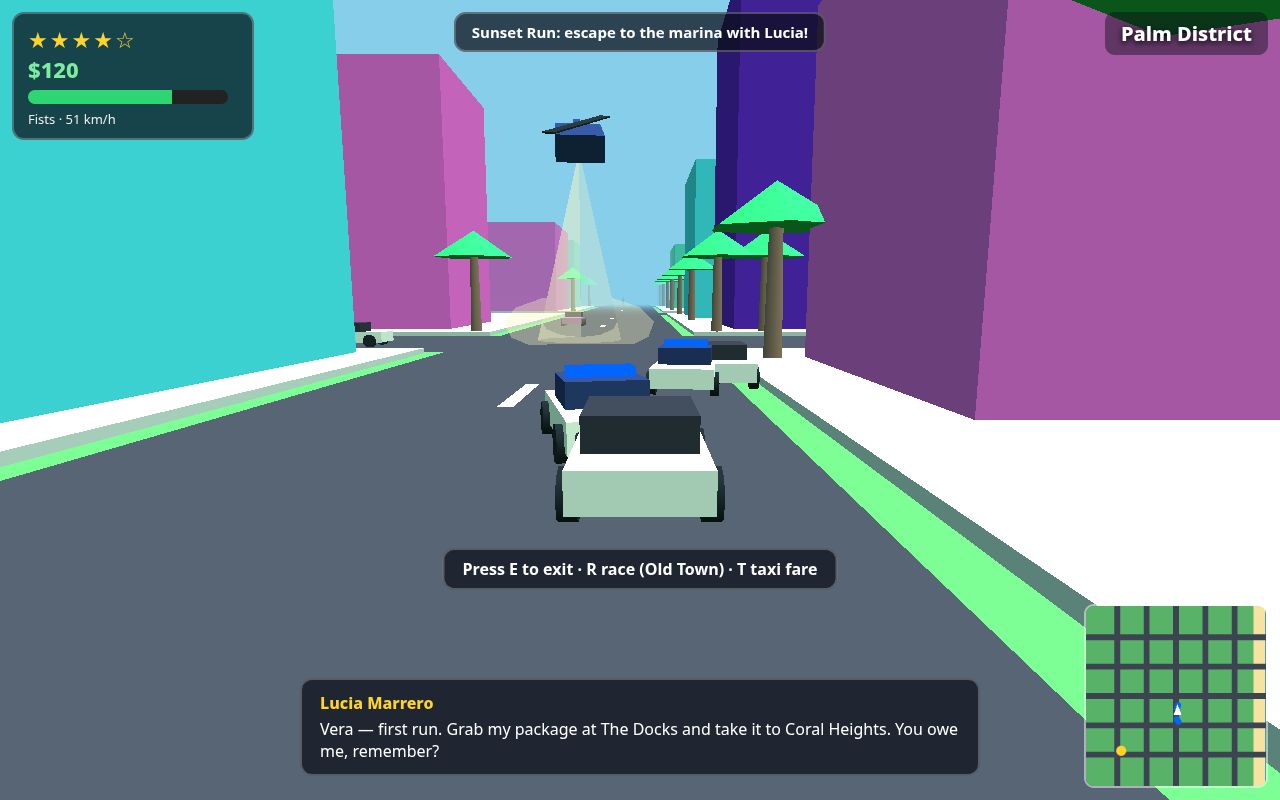 ★★★★☆
$120
Fists · 51 km/h
Sunset Run: escape to the marina with Lucia!
Palm District
Press E to exit · R race (Old Town) · T taxi fare
Lucia Marrero
Vera — first run. Grab my package at The Docks and take it to Coral Heights. You owe
me, remember?